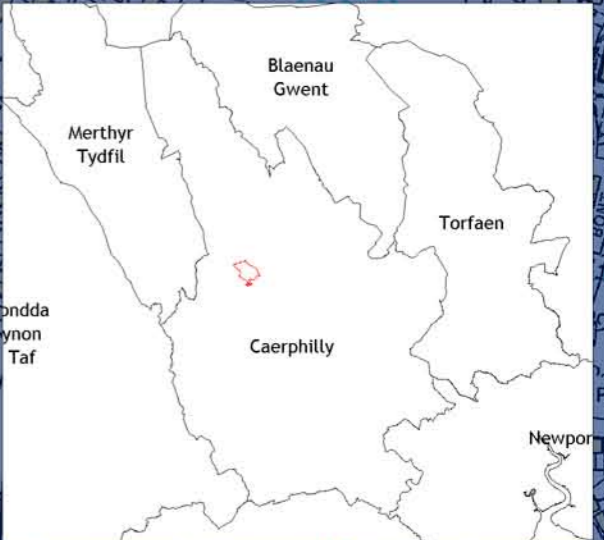 Blaenau
Gwent
Merthyr
Tydfil
Torfaen
ondda
ynon
Taf
Caerphilly
Newpor